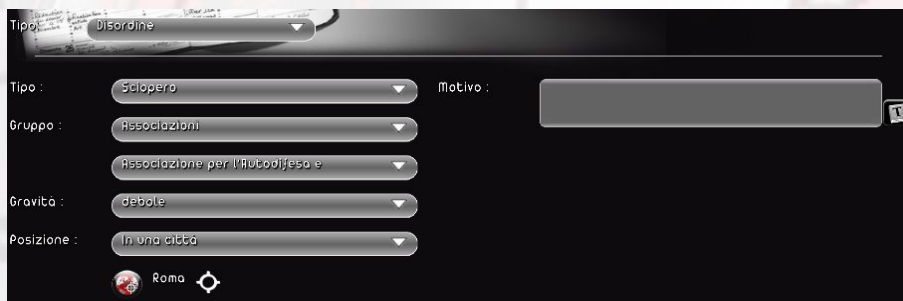 Tipo: Disordine
Tipo : Sciopero
Motivo :
Gruppo : Associazioni
Associazione per l'Autodifesa e
Gravità : debole
Posizione : In una città
Roma
T